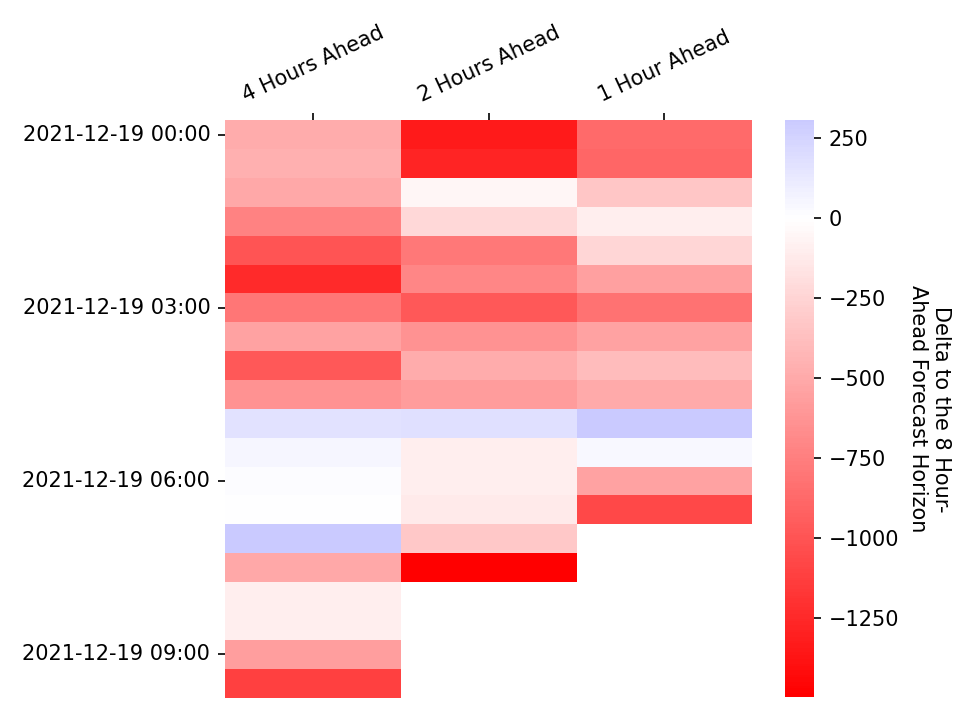 4 Hours Ahead
2 Hours Ahead
1 Hour Ahead
2021-12-19 00:00
2021-12-19 03:00
2021-12-19 06:00
2021-12-19 09:00
250
0
−250
−500
−750
−1000
−1250
Delta to the 8 Hour-
Ahead Forecast Horizon